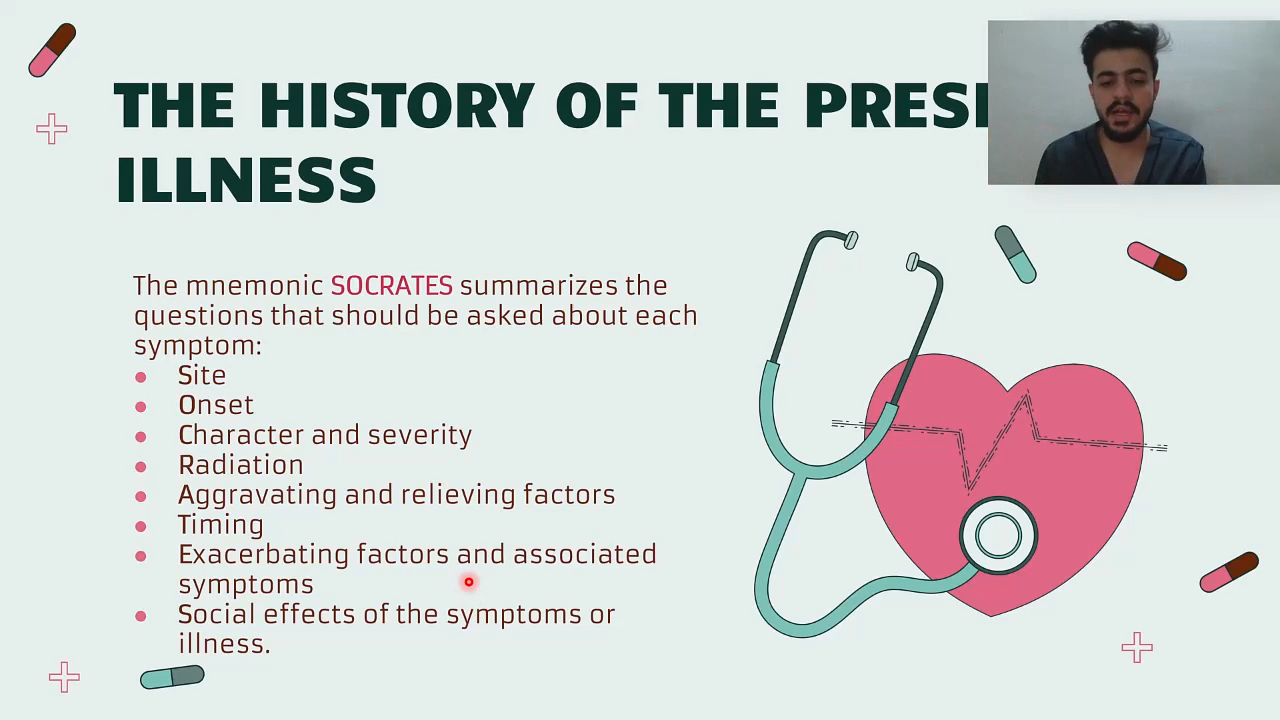 THE HISTORY OF THE
ILLNESS
The mnemonic SOCRATES summarizes the
questions that should be asked about each
symptom:
Site
Onset
Character and severity
Radiation
Aggravating and relieving factors
Timing
Exacerbating factors and associated
symptoms
Social effects of the symptoms or
illness.